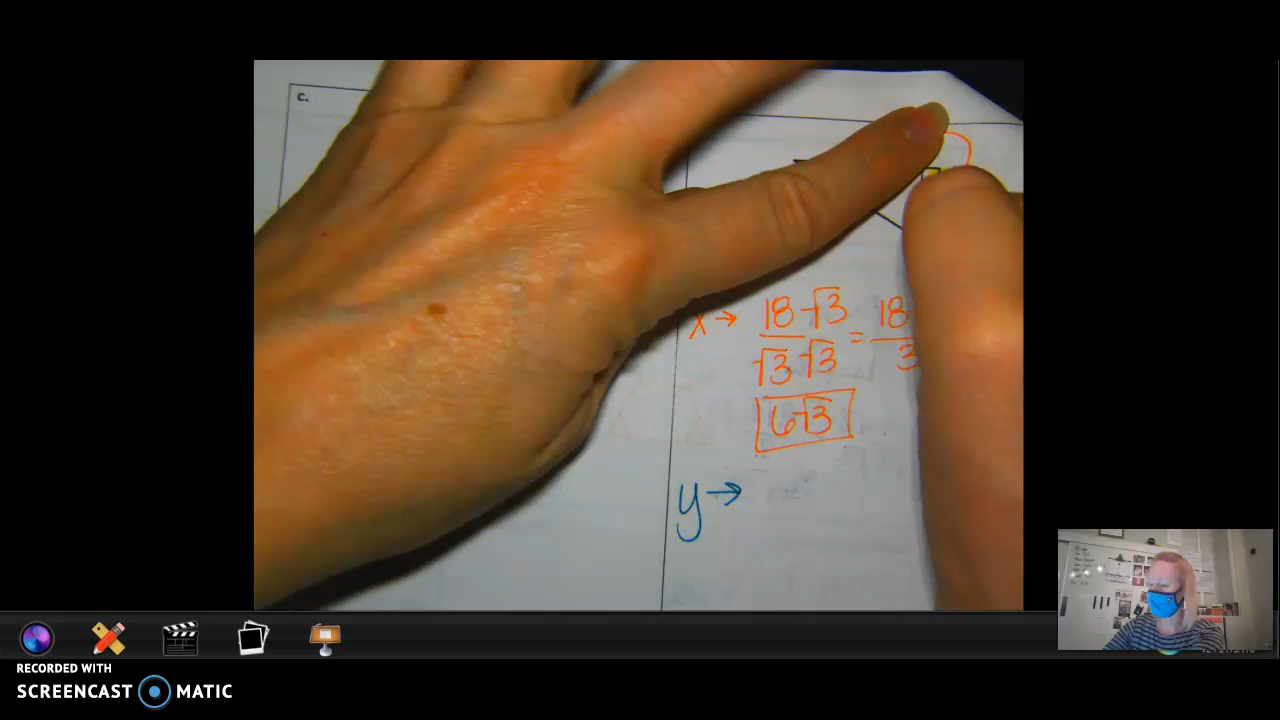 c.
x → 18√3 / √3 √3 = 18 / 3
6√3
y →
RECORDED WITH
SCREENCAST MATIC